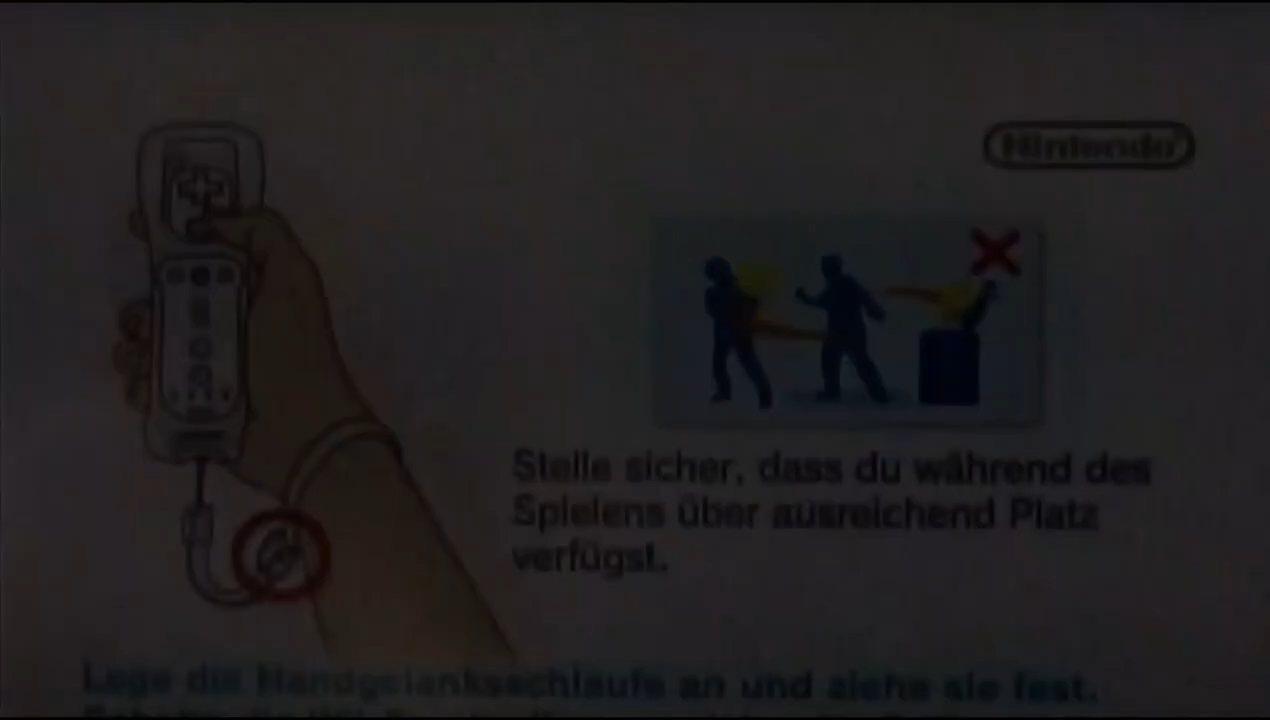 Nintendo
Stelle sicher, dass du während des
Spielens über ausreichend Platz
verfügst.
Lege die Handgelenksschlaufe an und ziehe sie fest.